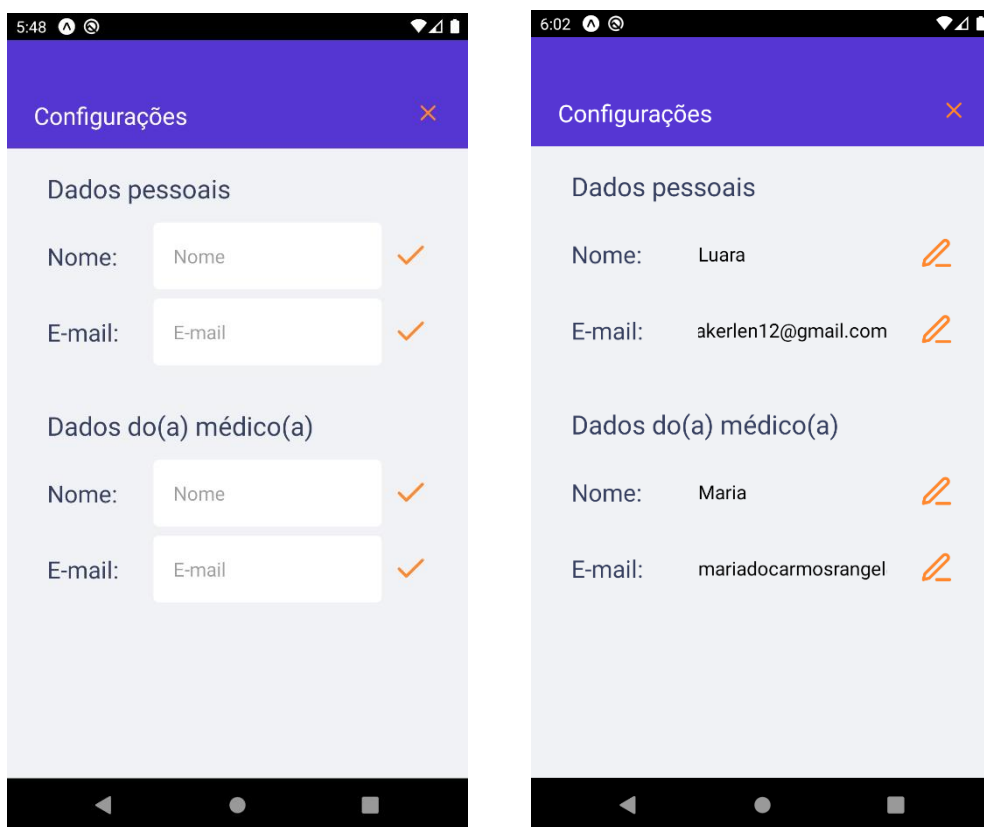 5:48
Configurações
Dados pessoais
Nome: Nome
E-mail: E-mail
Dados do(a) médico(a)
Nome: Nome
E-mail: E-mail
6:02
Configurações
Dados pessoais
Nome: Luara
E-mail: akerlen12@gmail.com
Dados do(a) médico(a)
Nome: Maria
E-mail: mariadocarmosrangel